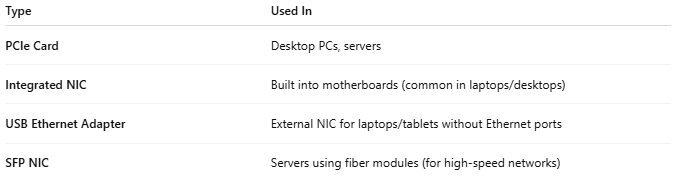 Type Used In
PCIe Card Desktop PCs, servers
Integrated NIC Built into motherboards (common in laptops/desktops)
USB Ethernet Adapter External NIC for laptops/tablets without Ethernet ports
SFP NIC Servers using fiber modules (for high-speed networks)